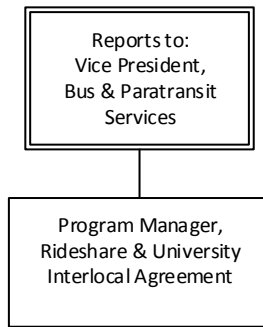 Reports to:
Vice President,
Bus & Paratransit
Services
Program Manager,
Rideshare & University
Interlocal Agreement